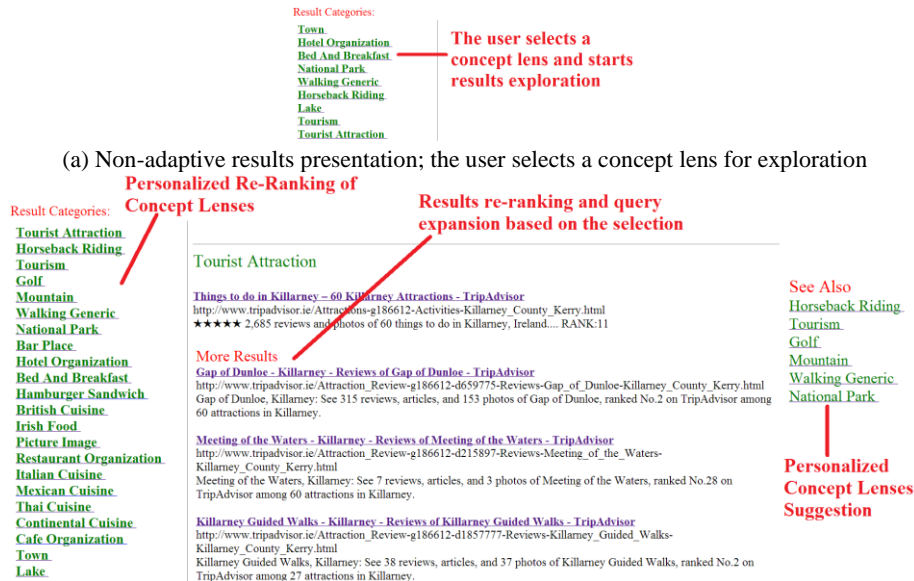 Result Categories:
Town
Hotel Organization
Bed And Breakfast
National Park
Walking Generic
Horseback Riding
Lake
Tourism
Tourist Attraction
The user selects a
concept lens and starts
results exploration
(a) Non-adaptive results presentation; the user selects a concept lens for exploration
Personalized Re-Ranking of
Concept Lenses
Results re-ranking and query
expansion based on the selection
Result Categories:
Tourist Attraction
Horseback Riding
Tourism
Golf
Mountain
Walking Generic
National Park
Bar Place
Hotel Organization
Bed And Breakfast
Hamburger Sandwich
British Cuisine
Irish Food
Picture Image
Restaurant Organization
Italian Cuisine
Mexican Cuisine
Thai Cuisine
Continental Cuisine
Cafe Organization
Town
Lake
Tourist Attraction
Things to do in Killarney – 60 Killarney Attractions - TripAdvisor
http://www.tripadvisor.ie/Attractions-g186612-Activities-Killarney_County_Kerry.html
★★★★★ 2,685 reviews and photos of 60 things to do in Killarney, Ireland.... RANK:11
More Results
Gap of Dunloe - Killarney - Reviews of Gap of Dunloe - TripAdvisor
http://www.tripadvisor.ie/Attraction_Review-g186612-d659775-Reviews-Gap_of_Dunloe-Killarney_County_Kerry.html
Gap of Dunloe, Killarney: See 315 reviews, articles, and 153 photos of Gap of Dunloe, ranked No.2 on TripAdvisor among
60 attractions in Killarney.
Meeting of the Waters - Killarney - Reviews of Meeting of the Waters - TripAdvisor
http://www.tripadvisor.ie/Attraction_Review-g186612-d215897-Reviews-Meeting_of_the_Waters-
Killarney_County_Kerry.html
Meeting of the Waters, Killarney: See 7 reviews, articles, and 3 photos of Meeting of the Waters, ranked No.28 on
TripAdvisor among 60 attractions in Killarney.
Killarney Guided Walks - Killarney - Reviews of Killarney Guided Walks - TripAdvisor
http://www.tripadvisor.ie/Attraction_Review-g186612-d1857777-Reviews-Killarney_Guided_Walks-
Killarney_County_Kerry.html
Killarney Guided Walks, Killarney: See 38 reviews, articles, and 37 photos of Killarney Guided Walks, ranked No.2 on
TripAdvisor among 27 attractions in Killarney.
See Also
Horseback Riding
Tourism
Golf
Mountain
Walking Generic
National Park
Personalized
Concept Lenses
Suggestion